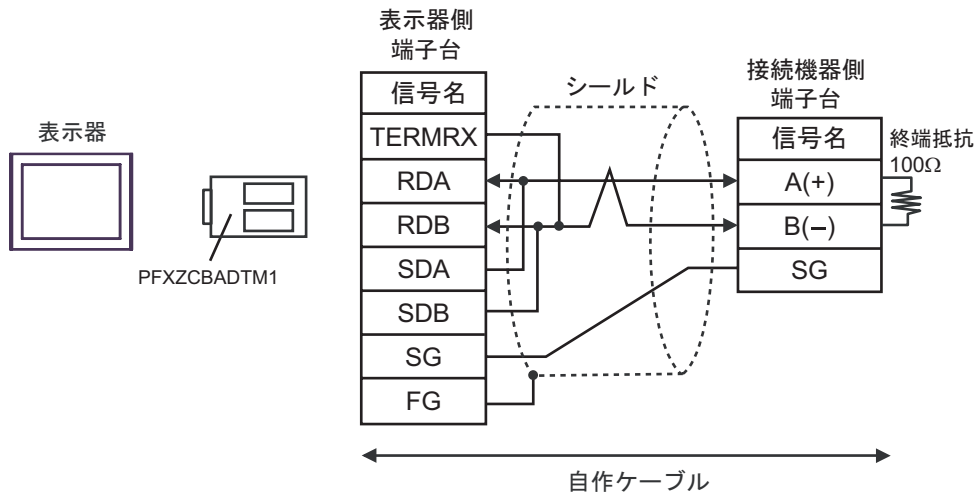 表示器
PFXZCBADTM1
表示器側
端子台
信号名
TERMRX
RDA
RDB
SDA
SDB
SG
FG
シールド
接続機器側
端子台
信号名
A(+)
B(−)
SG
終端抵抗
100Ω
自作ケーブル